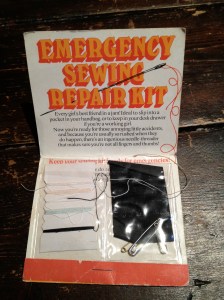 EMERGENCY
SEWING
REPAIR KIT
Every girl's best friend in a jam! Ideal to slip into a
pocket in your handbag, or to keep in your desk drawer
if you're a working girl.
Now you're ready for those annoying little accidents,
and because you're usually so rushed when they
do happen, there's an ingenious needle-threader
that makes sure you're not all fingers and thumbs!